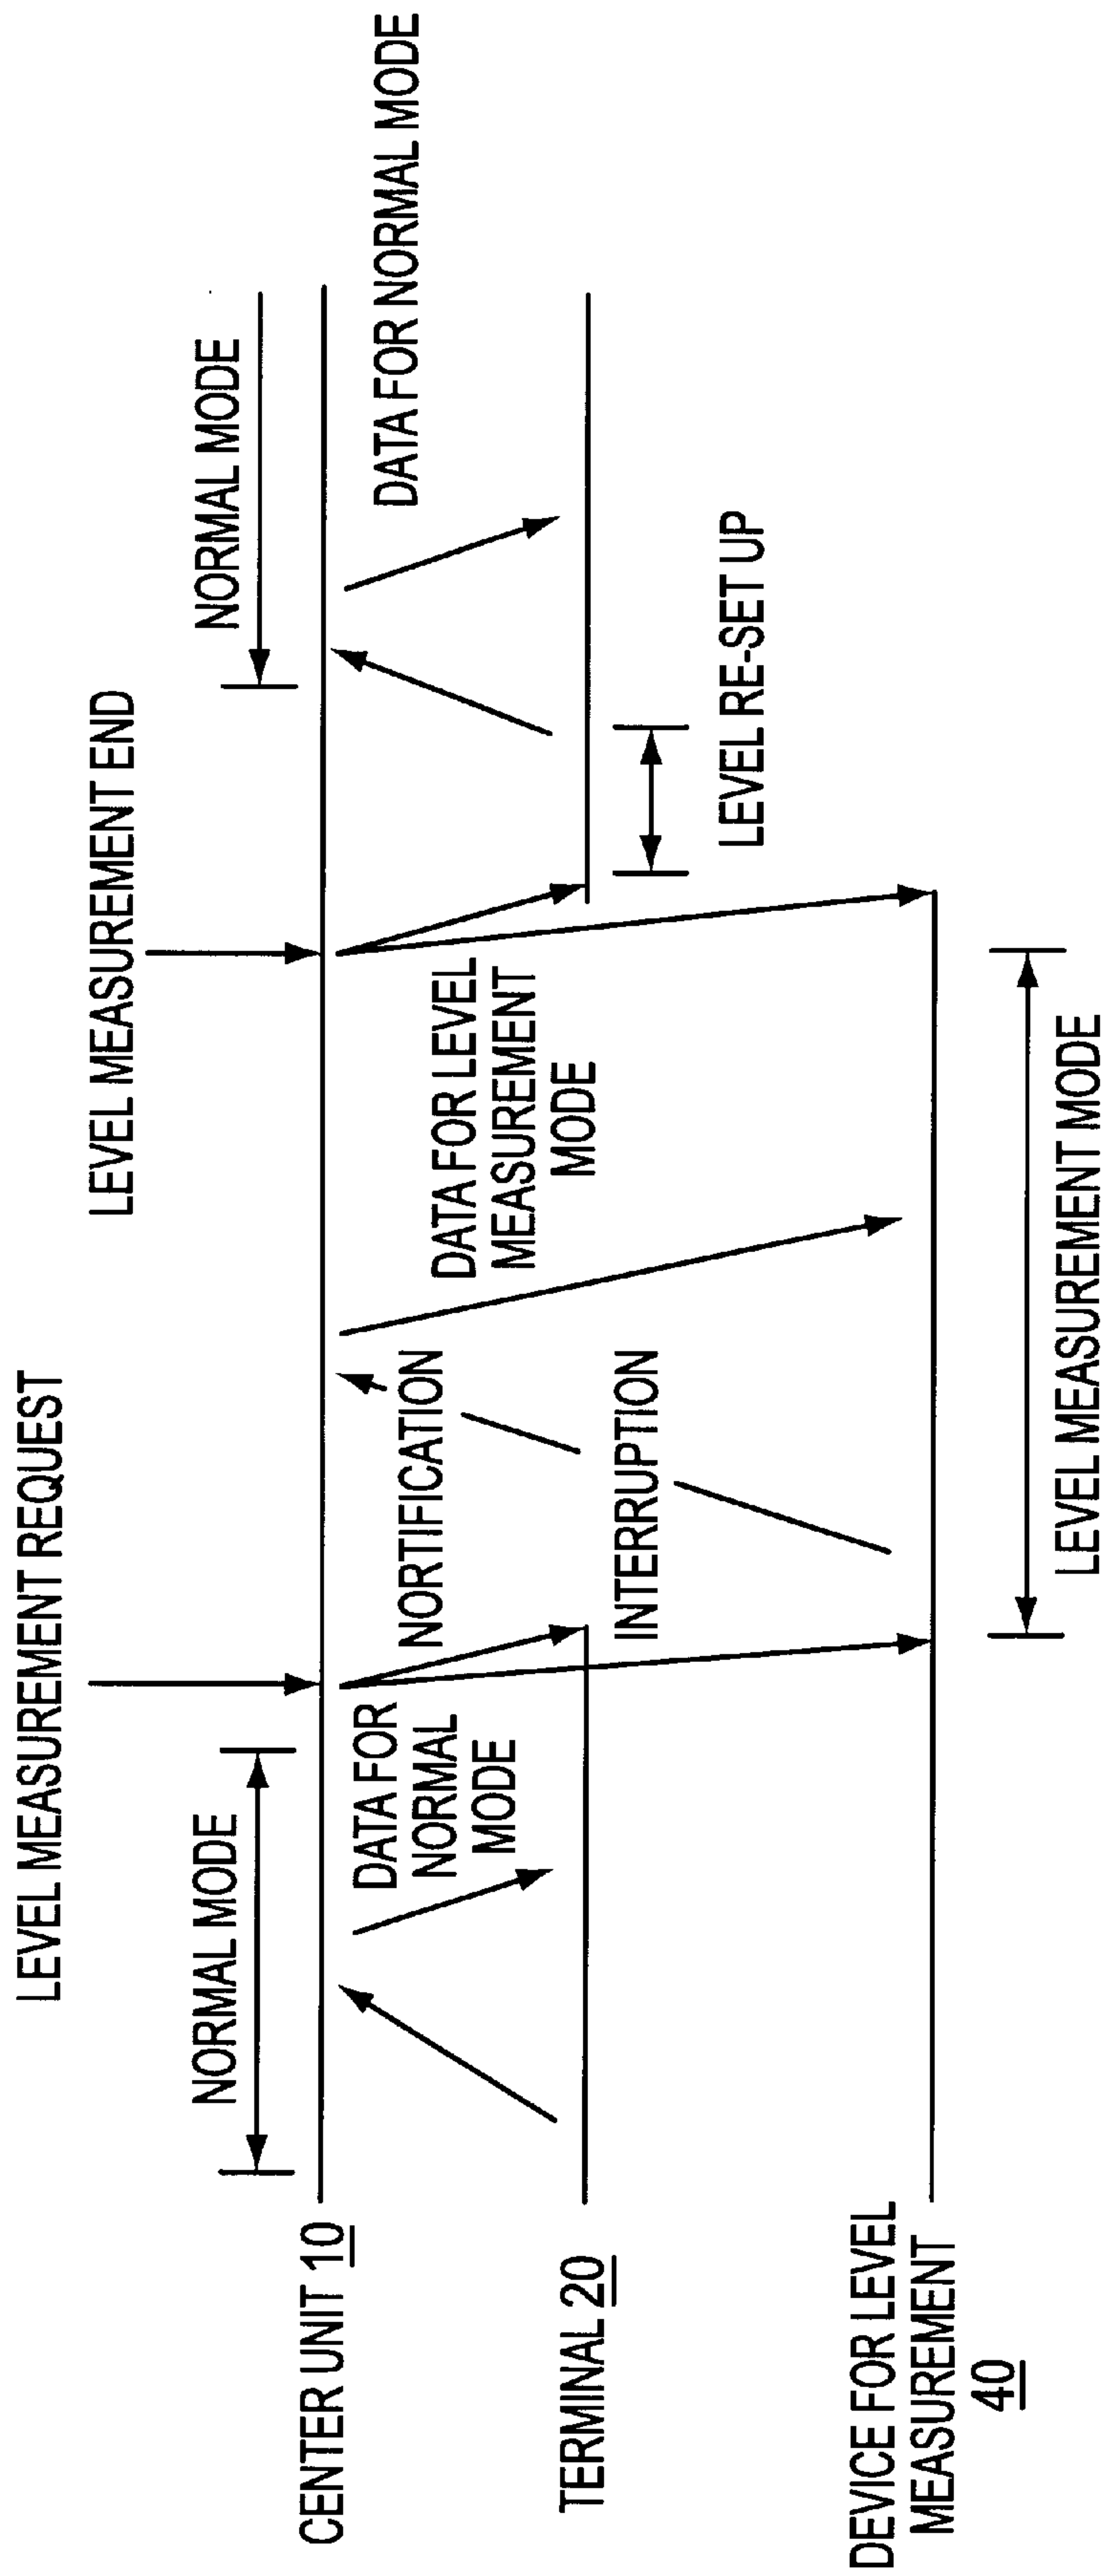 LEVEL MEASUREMENT REQUEST
LEVEL MEASUREMENT END
NORMAL MODE
NORMAL MODE
CENTER UNIT 10
DATA FOR
NORMAL
MODE
NORTIFICATION
DATA FOR LEVEL
MEASUREMENT
MODE
DATA FOR NORMAL MODE
TERMINAL 20
INTERRUPTION
LEVEL RE-SET UP
DEVICE FOR LEVEL
MEASUREMENT
40
LEVEL MEASUREMENT MODE